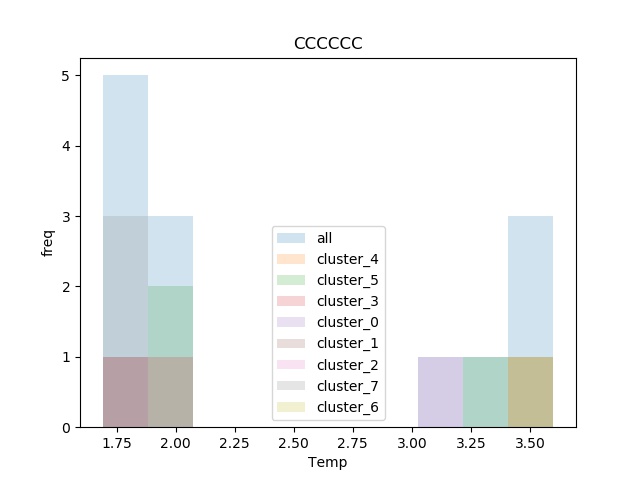 CCCCCC
5
4
3
2
1
0
freq
all
cluster_4
cluster_5
cluster_3
cluster_0
cluster_1
cluster_2
cluster_7
cluster_6
1.75 2.00 2.25 2.50 2.75 3.00 3.25 3.50
Temp